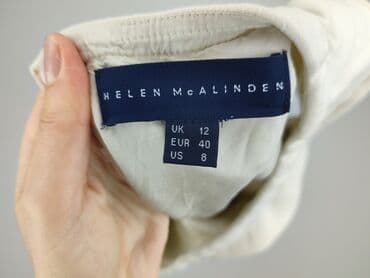 HELEN McALINDEN
UK 12
EUR 40
US 8